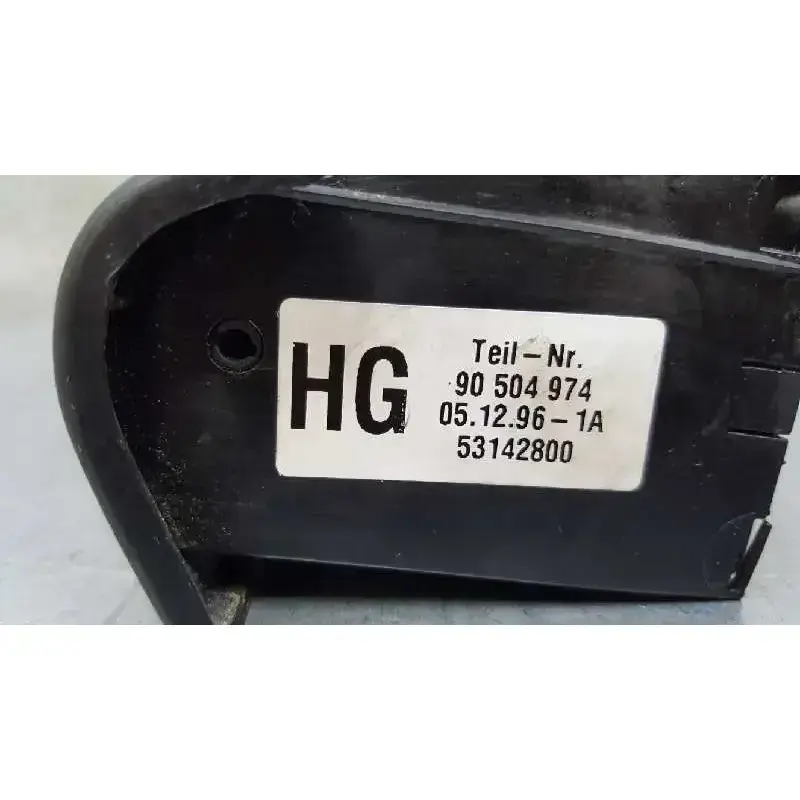 HG
Teil-Nr.
90 504 974
05.12.96-1A
53142800